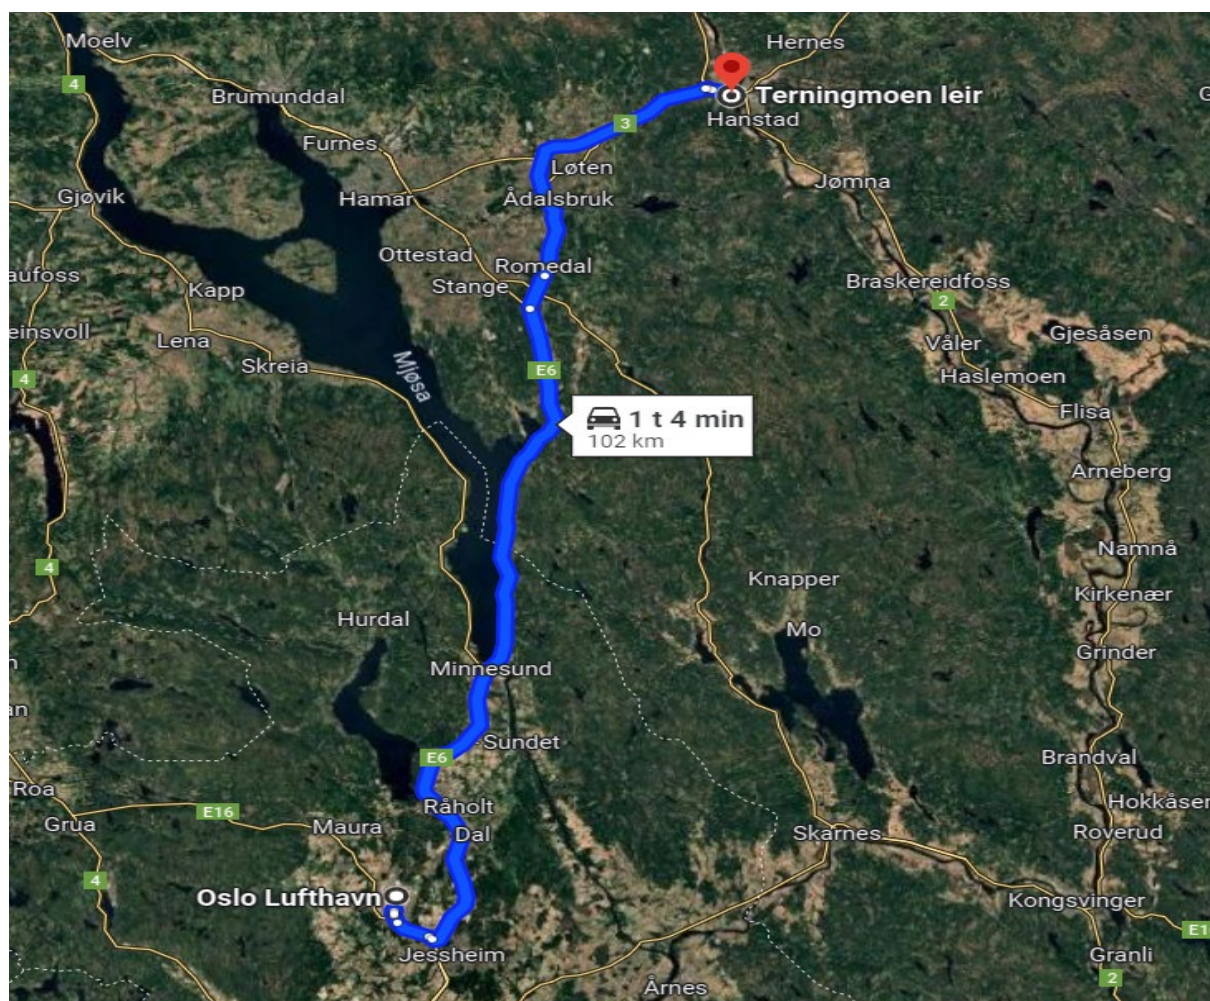 Moelv
Hernes
4
Brumunddal
Terningmoen leir
3
Hanstad
Furnes
Løten
Jømna
Gjøvik
Hamar
Ådalsbruk
Ottestad
Romedal
aufoss
Stange
Braskereidfoss
Kapp
2
einsvoll
Lena
Våler
Gjesåsen
Skreia
E6
Haslemoen
4
Mjøsa
Flisa
1 t 4 min
102 km
Arneberg
Namnå
4
Knapper
Kirkenær
Hurdal
Mo
Grinder
Minnesund
an
Sundet
E6
Brandval
Roa
Råholt
Hokkåser
E16
Grua
Maura
Dal
Skarnes
Roverud
4
Oslo Lufthavn
Kongsvinger
E1
Jessheim
Granli
Årnes
2